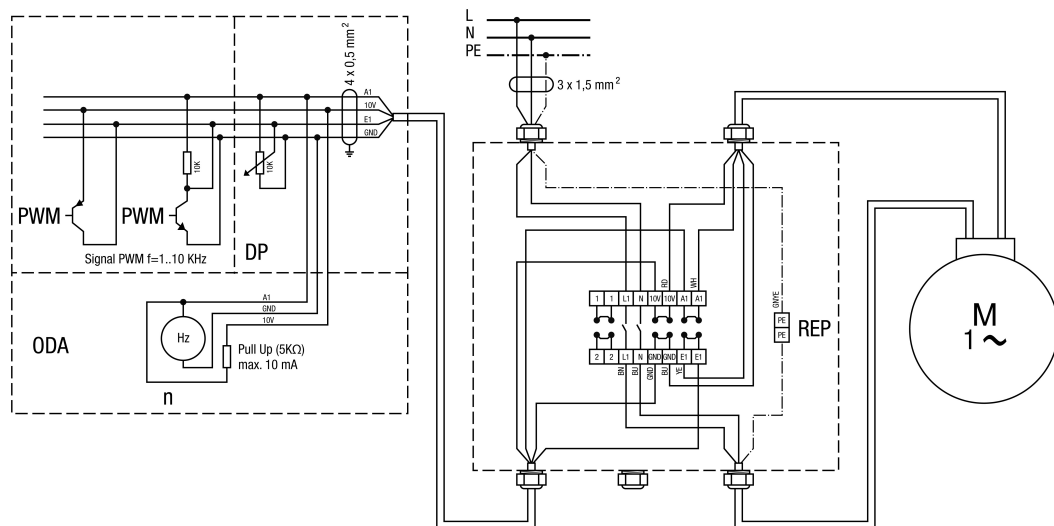 L
N
PE
3 x 1,5 mm²
4 x 0,5 mm²
A1
10V
E1
GND
10K
10K
PWM
PWM
DP
Signal PWM f=1..10 KHz
A1
GND
10V
ODA
Hz
Pull Up (5KΩ)
max. 10 mA
n
RD
WH
GNYE
1 1 L1 N 10V 10V A1 A1
PE
PE
REP
2 2 L1 N GND GND E1 E1
BN BU GND BU YE
M
1~